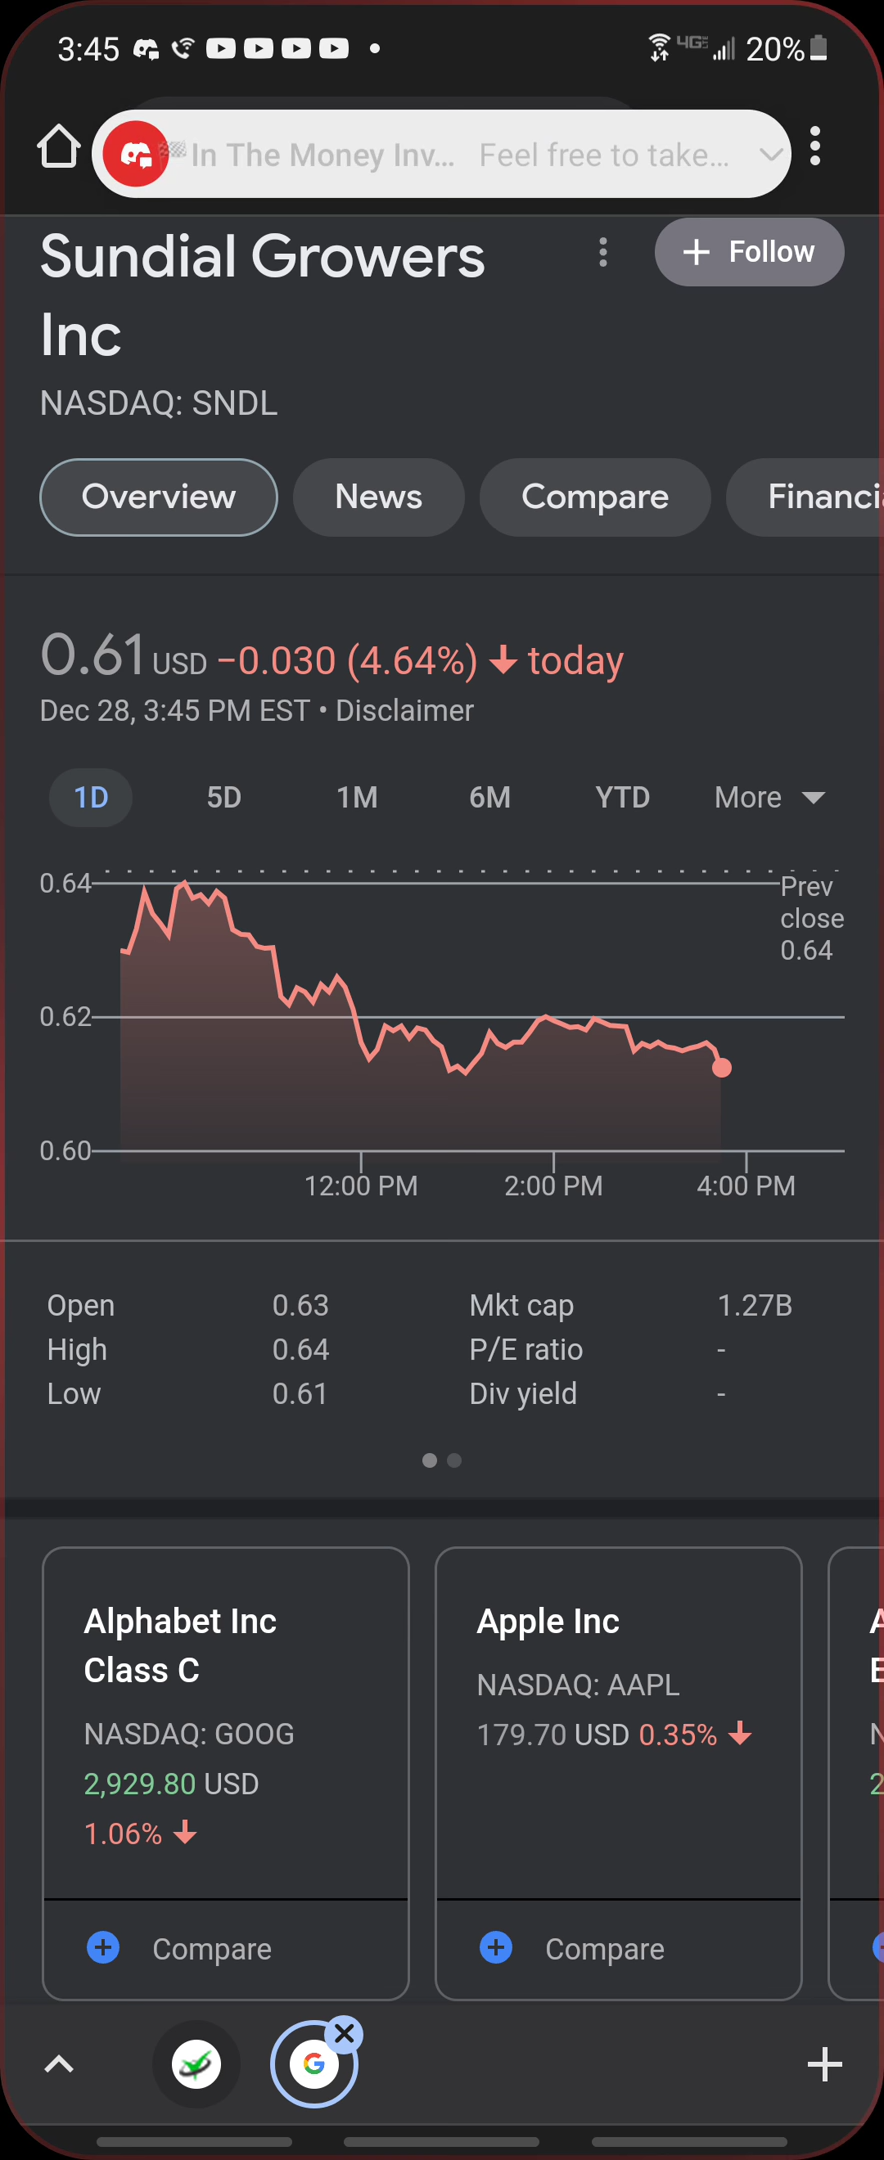 3:45
4G
20%
In The Money Inv... Feel free to take...
Sundial Growers
Inc
+ Follow
NASDAQ: SNDL
Overview News Compare Financi
0.61 USD −0.030 (4.64%) ↓ today
Dec 28, 3:45 PM EST • Disclaimer
1D 5D 1M 6M YTD More
0.64
Prev
close
0.64
0.62
0.60
12:00 PM 2:00 PM 4:00 PM
Open 0.63 Mkt cap 1.27B
High 0.64 P/E ratio -
Low 0.61 Div yield -
Alphabet Inc
Class C
NASDAQ: GOOG
2,929.80 USD
1.06% ↓
Compare
Apple Inc
NASDAQ: AAPL
179.70 USD 0.35% ↓
Compare
A
E
N
2
G